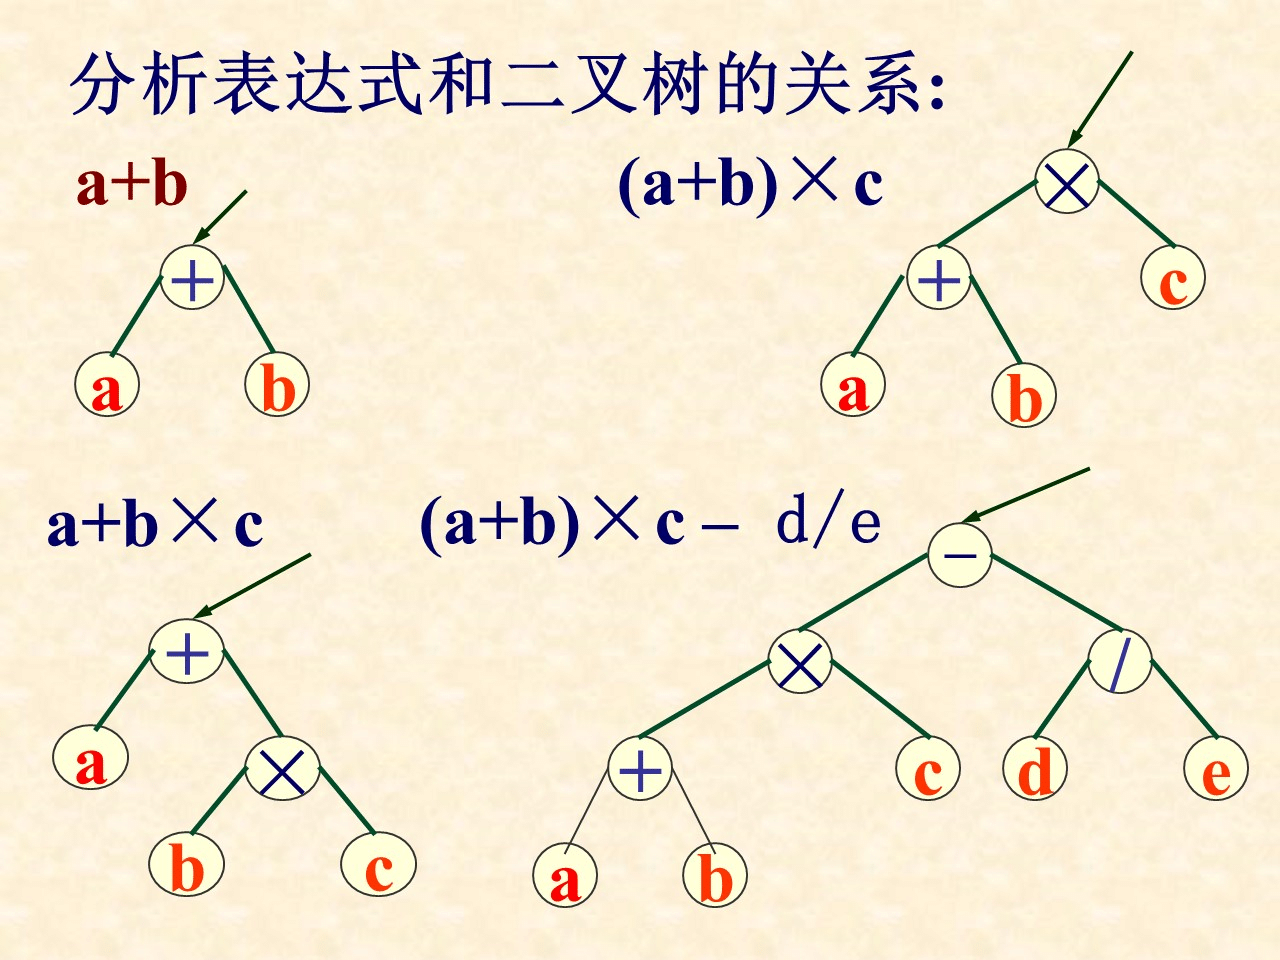 分析表达式和二叉树的关系:
a+b
+
a b
(a+b)×c
×
+ c
a b
a+b×c
+
a ×
b c
(a+b)×c – d/e
–
× /
+ c d e
a b